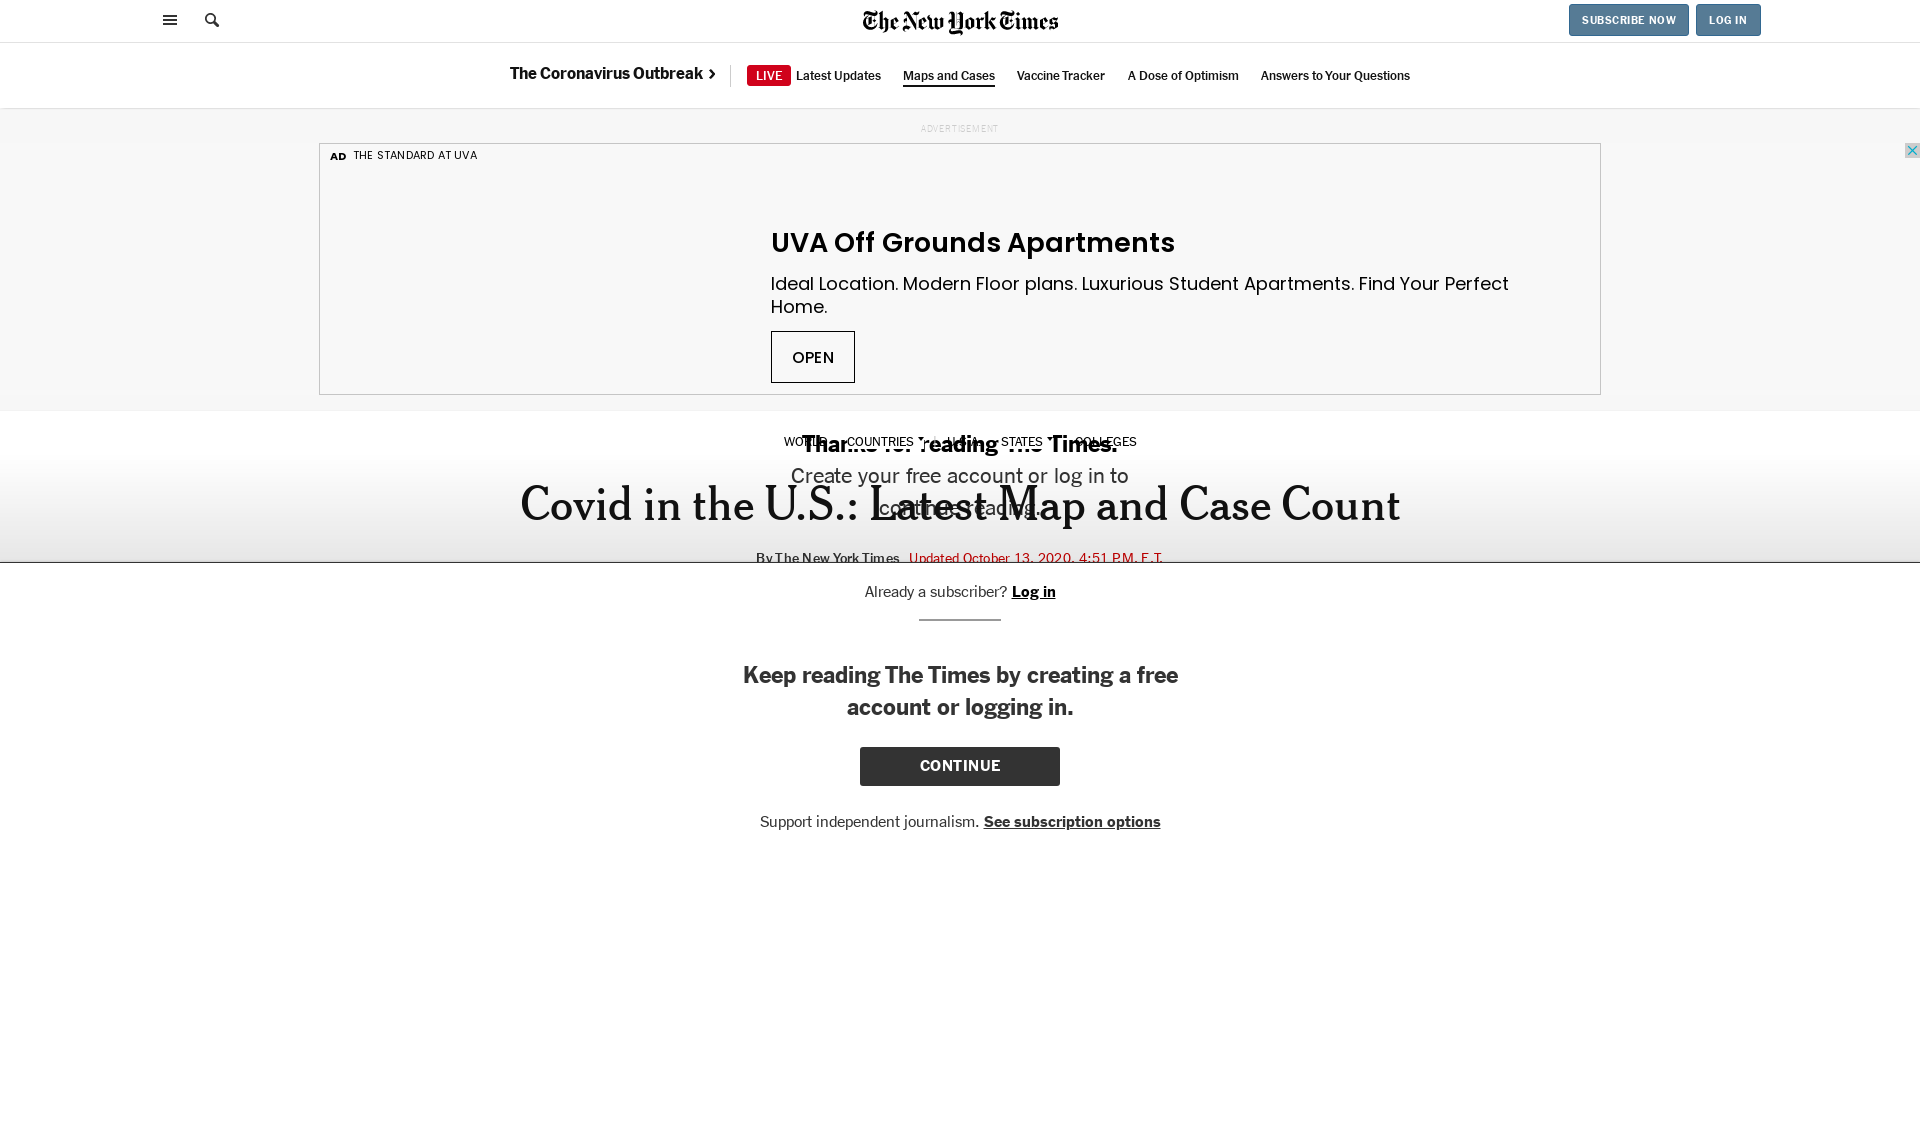 The New York Times
SUBSCRIBE NOW
LOG IN
The Coronavirus Outbreak
LIVE Latest Updates
Maps and Cases
Vaccine Tracker
A Dose of Optimism
Answers to Your Questions
ADVERTISEMENT
AD THE STANDARD AT UVA
UVA Off Grounds Apartments
Ideal Location. Modern Floor plans. Luxurious Student Apartments. Find Your Perfect
Home.
OPEN
WORLD COUNTRIES U.S.A. STATES COLLEGES
reading Times.
Create your free account or log in to
continue reading.
Covid in the U.S.: Latest Map and Case Count
By The New York Times Updated October 13, 2020, 4:51 P.M. E.T.
Already a subscriber? Log in
Keep reading The Times by creating a free
account or logging in.
CONTINUE
Support independent journalism. See subscription options